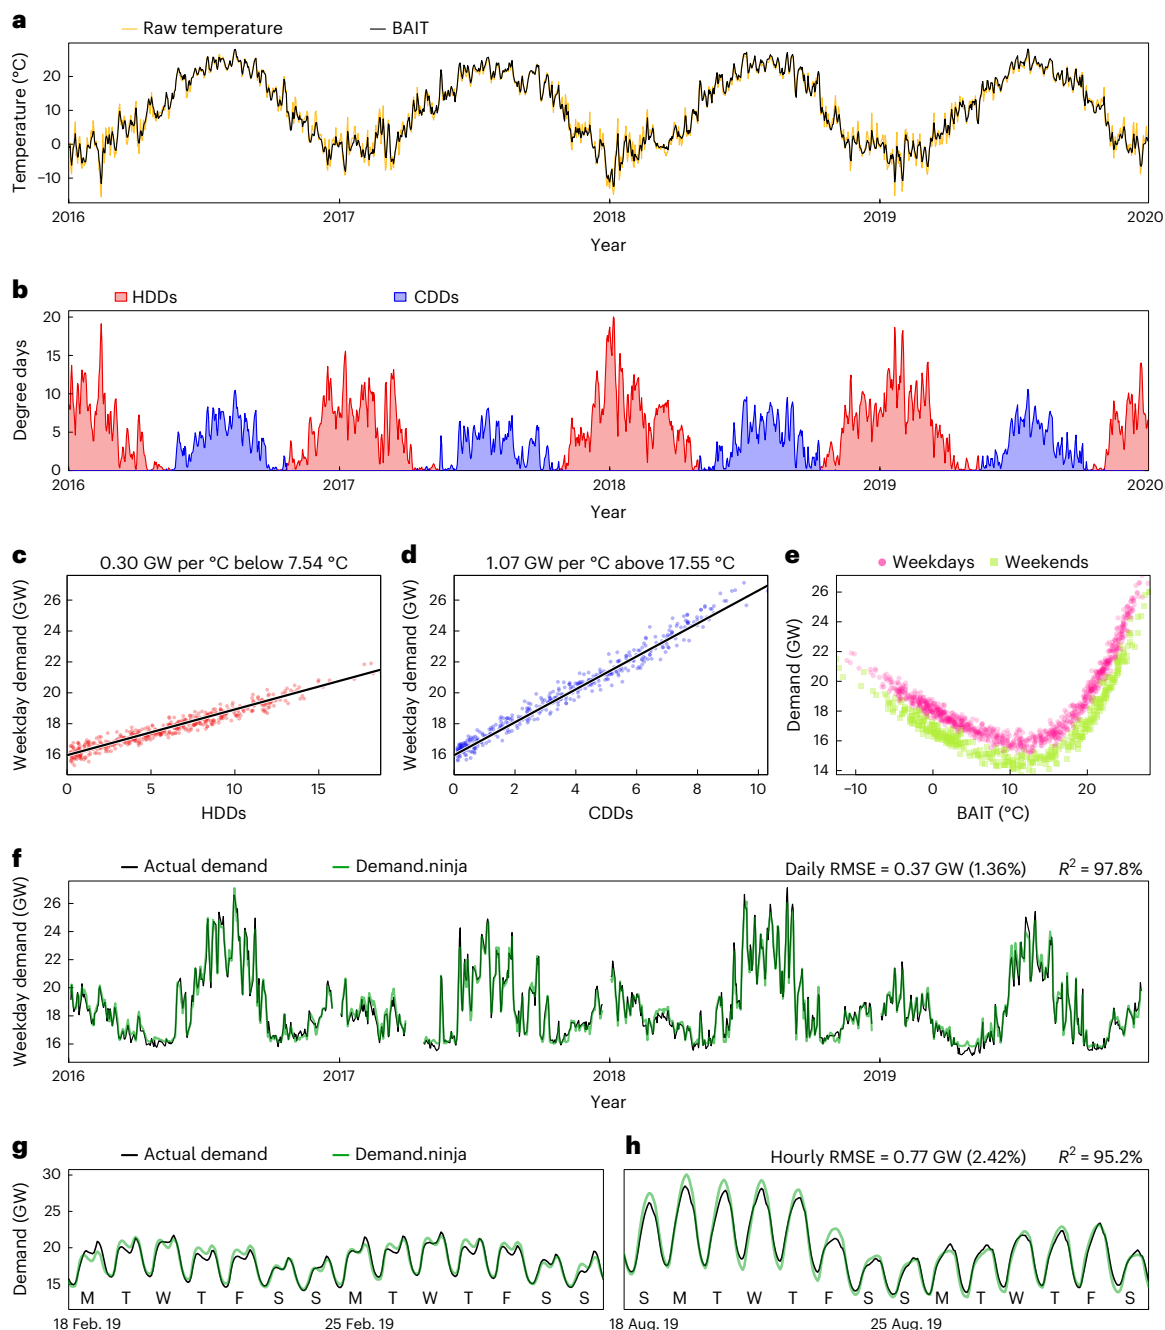 a
Raw temperature BAIT
Temperature (°C)
20
10
0
−10
2016 2017 2018 2019 2020
Year
b
HDDs CDDs
Degree days
20
15
10
5
0
2016 2017 2018 2019 2020
Year
c
0.30 GW per °C below 7.54 °C
Weekday demand (GW)
26
24
22
20
18
16
0 5 10 15
HDDs
d
1.07 GW per °C above 17.55 °C
Weekday demand (GW)
26
24
22
20
18
16
0 2 4 6 8 10
CDDs
e
Weekdays Weekends
Demand (GW)
26
24
22
20
18
16
14
−10 0 10 20
BAIT (°C)
f
Actual demand Demand.ninja
Daily RMSE = 0.37 GW (1.36%) R² = 97.8%
Weekday demand (GW)
26
24
22
20
18
16
2016 2017 2018 2019
Year
g
Actual demand Demand.ninja
Demand (GW)
30
25
20
15
M T W T F S S M T W T F S S
18 Feb. 19 25 Feb. 19
h
Hourly RMSE = 0.77 GW (2.42%) R² = 95.2%
S M T W T F S S M T W T F S
18 Aug. 19 25 Aug. 19